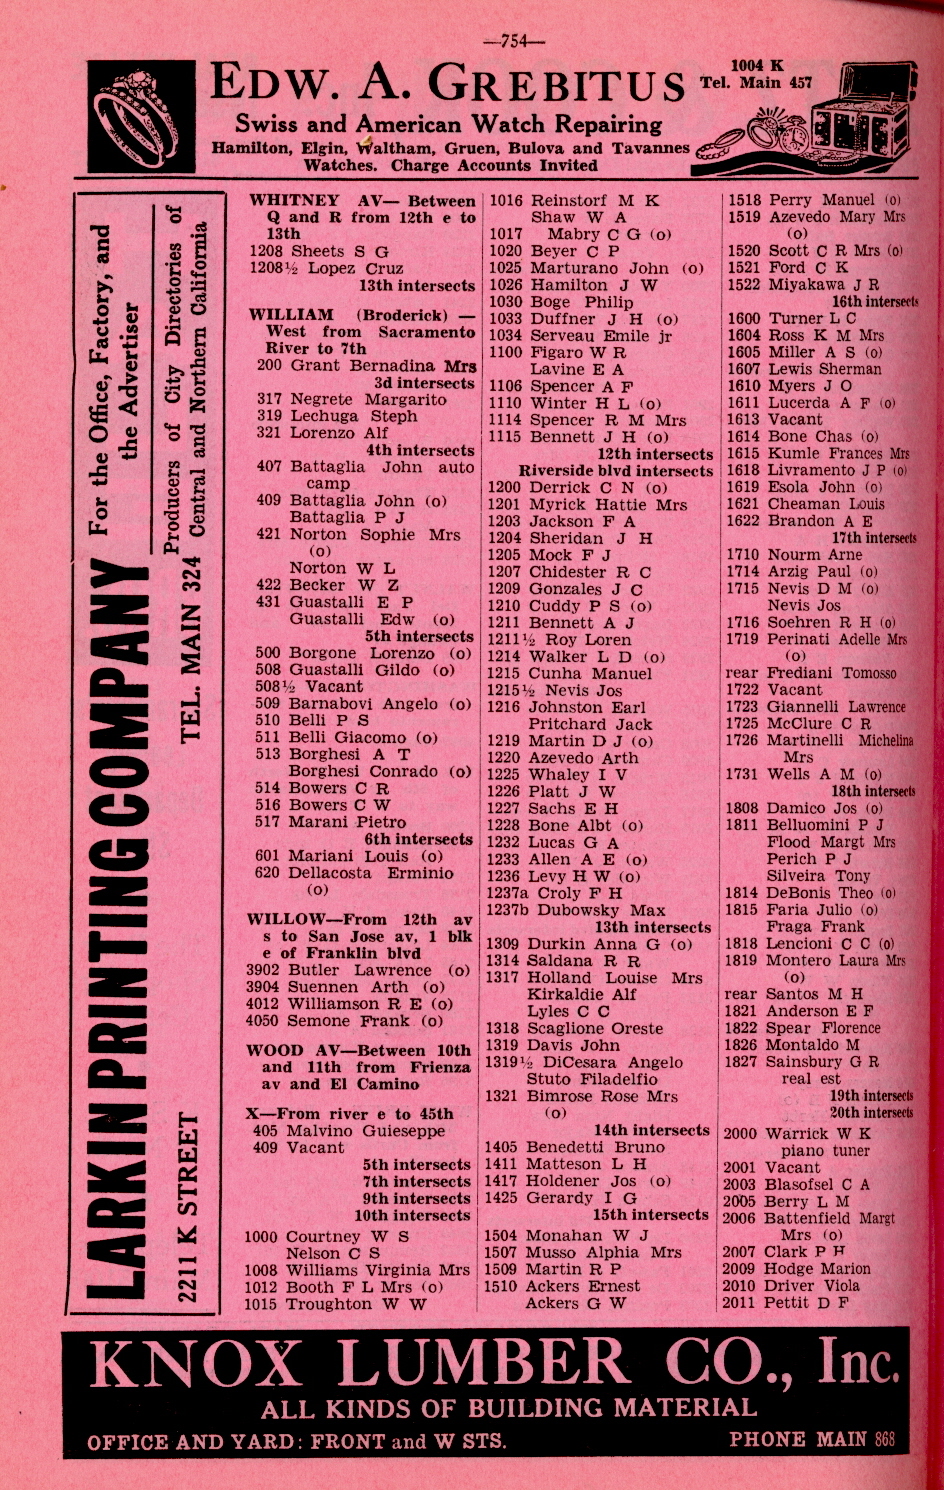 —754—
EDW. A. GREBITUS
1004 K
Tel. Main 457
Swiss and American Watch Repairing
Hamilton, Elgin, Waltham, Gruen, Bulova and Tavannes
Watches. Charge Accounts Invited
LARKIN PRINTING COMPANY
For the Office, Factory, and
the Advertiser
Producers of City Directories of
Central and Northern California
2211 K STREET
TEL. MAIN 324
WHITNEY AV— Between
Q and R from 12th e to
13th
1208 Sheets S G
1208½ Lopez Cruz
13th intersects
WILLIAM (Broderick) —
West from Sacramento
River to 7th
200 Grant Bernadina Mrs
3d intersects
317 Negrete Margarito
319 Lechuga Steph
321 Lorenzo Alf
4th intersects
407 Battaglia John auto
camp
409 Battaglia John (o)
Battaglia P J
421 Norton Sophie Mrs
(o)
Norton W L
422 Becker W Z
431 Guastalli E P
Guastalli Edw (o)
5th intersects
500 Borgone Lorenzo (o)
508 Guastalli Gildo (o)
508½ Vacant
509 Barnabovi Angelo (o)
510 Belli P S
511 Belli Giacomo (o)
513 Borghesi A T
Borghesi Conrado (o)
514 Bowers C R
516 Bowers C W
517 Marani Pietro
6th intersects
601 Mariani Louis (o)
620 Dellacosta Erminio
(o)
WILLOW—From 12th av
s to San Jose av, 1 blk
e of Franklin blvd
3902 Butler Lawrence (o)
3904 Suennen Arth (o)
4012 Williamson R E (o)
4050 Semone Frank (o)
WOOD AV—Between 10th
and 11th from Frienza
av and El Camino
X—From river e to 45th
405 Malvino Guieseppe
409 Vacant
5th intersects
7th intersects
9th intersects
10th intersects
1000 Courtney W S
Nelson C S
1008 Williams Virginia Mrs
1012 Booth F L Mrs (o)
1015 Troughton W W
1016 Reinstorf M K
Shaw W A
1017 Mabry C G (o)
1020 Beyer C P
1025 Marturano John (o)
1026 Hamilton J W
1030 Boge Philip
1033 Duffner J H (o)
1034 Serveau Emile jr
1100 Figaro W R
Lavine E A
1106 Spencer A F
1110 Winter H L (o)
1114 Spencer R M Mrs
1115 Bennett J H (o)
12th intersects
Riverside blvd intersects
1200 Derrick C N (o)
1201 Myrick Hattie Mrs
1203 Jackson F A
1204 Sheridan J H
1205 Mock F J
1207 Chidester R C
1209 Gonzales J C
1210 Cuddy P S (o)
1211 Bennett A J
1211½ Roy Loren
1214 Walker L D (o)
1215 Cunha Manuel
1215½ Nevis Jos
1216 Johnston Earl
Pritchard Jack
1219 Martin D J (o)
1220 Azevedo Arth
1225 Whaley I V
1226 Platt J W
1227 Sachs E H
1228 Bone Albt (o)
1232 Lucas G A
1233 Allen A E (o)
1236 Levy H W (o)
1237a Croly F H
1237b Dubowsky Max
13th intersects
1309 Durkin Anna G (o)
1314 Saldana R R
1317 Holland Louise Mrs
Kirkaldie Alf
Lyles C C
1318 Scaglione Oreste
1319 Davis John
1319½ DiCesara Angelo
Stuto Filadelfio
1321 Bimrose Rose Mrs
(o)
14th intersects
1405 Benedetti Bruno
1411 Matteson L H
1417 Holdener Jos (o)
1425 Gerardy I G
15th intersects
1504 Monahan W J
1507 Musso Alphia Mrs
1509 Martin R P
1510 Ackers Ernest
Ackers G W
1518 Perry Manuel (o)
1519 Azevedo Mary Mrs
(o)
1520 Scott C R Mrs (o)
1521 Ford C K
1522 Miyakawa J R
16th intersects
1600 Turner L C
1604 Ross K M Mrs
1605 Miller A S (o)
1607 Lewis Sherman
1610 Myers J O
1611 Lucerda A F (o)
1613 Vacant
1614 Bone Chas (o)
1615 Kumle Frances Mrs
1618 Livramento J P (o)
1619 Esola John (o)
1621 Cheaman Louis
1622 Brandon A E
17th intersects
1710 Nourm Arne
1714 Arzig Paul (o)
1715 Nevis D M (o)
Nevis Jos
1716 Soehren R H (o)
1719 Perinati Adelle Mrs
(o)
rear Frediani Tomosso
1722 Vacant
1723 Giannelli Lawrence
1725 McClure C R
1726 Martinelli Michelina
Mrs
1731 Wells A M (o)
18th intersects
1808 Damico Jos (o)
1811 Belluomini P J
Flood Margt Mrs
Perich P J
Silveira Tony
1814 DeBonis Theo (o)
1815 Faria Julio (o)
Fraga Frank
1818 Lencioni C C (o)
1819 Montero Laura Mrs
(o)
rear Santos M H
1821 Anderson E F
1822 Spear Florence
1826 Montaldo M
1827 Sainsbury G R
real est
19th intersects
20th intersects
2000 Warrick W K
piano tuner
2001 Vacant
2003 Blasofsel C A
2005 Berry L M
2006 Battenfield Margt
Mrs (o)
2007 Clark P H
2009 Hodge Marion
2010 Driver Viola
2011 Pettit D F
KNOX LUMBER CO., Inc.
ALL KINDS OF BUILDING MATERIAL
OFFICE AND YARD: FRONT and W STS.
PHONE MAIN 868